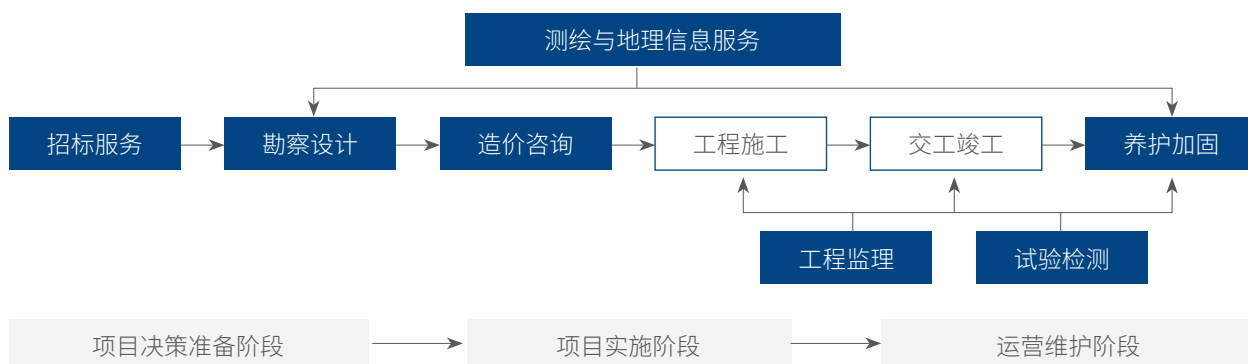 测绘与地理信息服务
招标服务
勘察设计
造价咨询
工程施工
交工竣工
养护加固
工程监理
试验检测
项目决策准备阶段
项目实施阶段
运营维护阶段